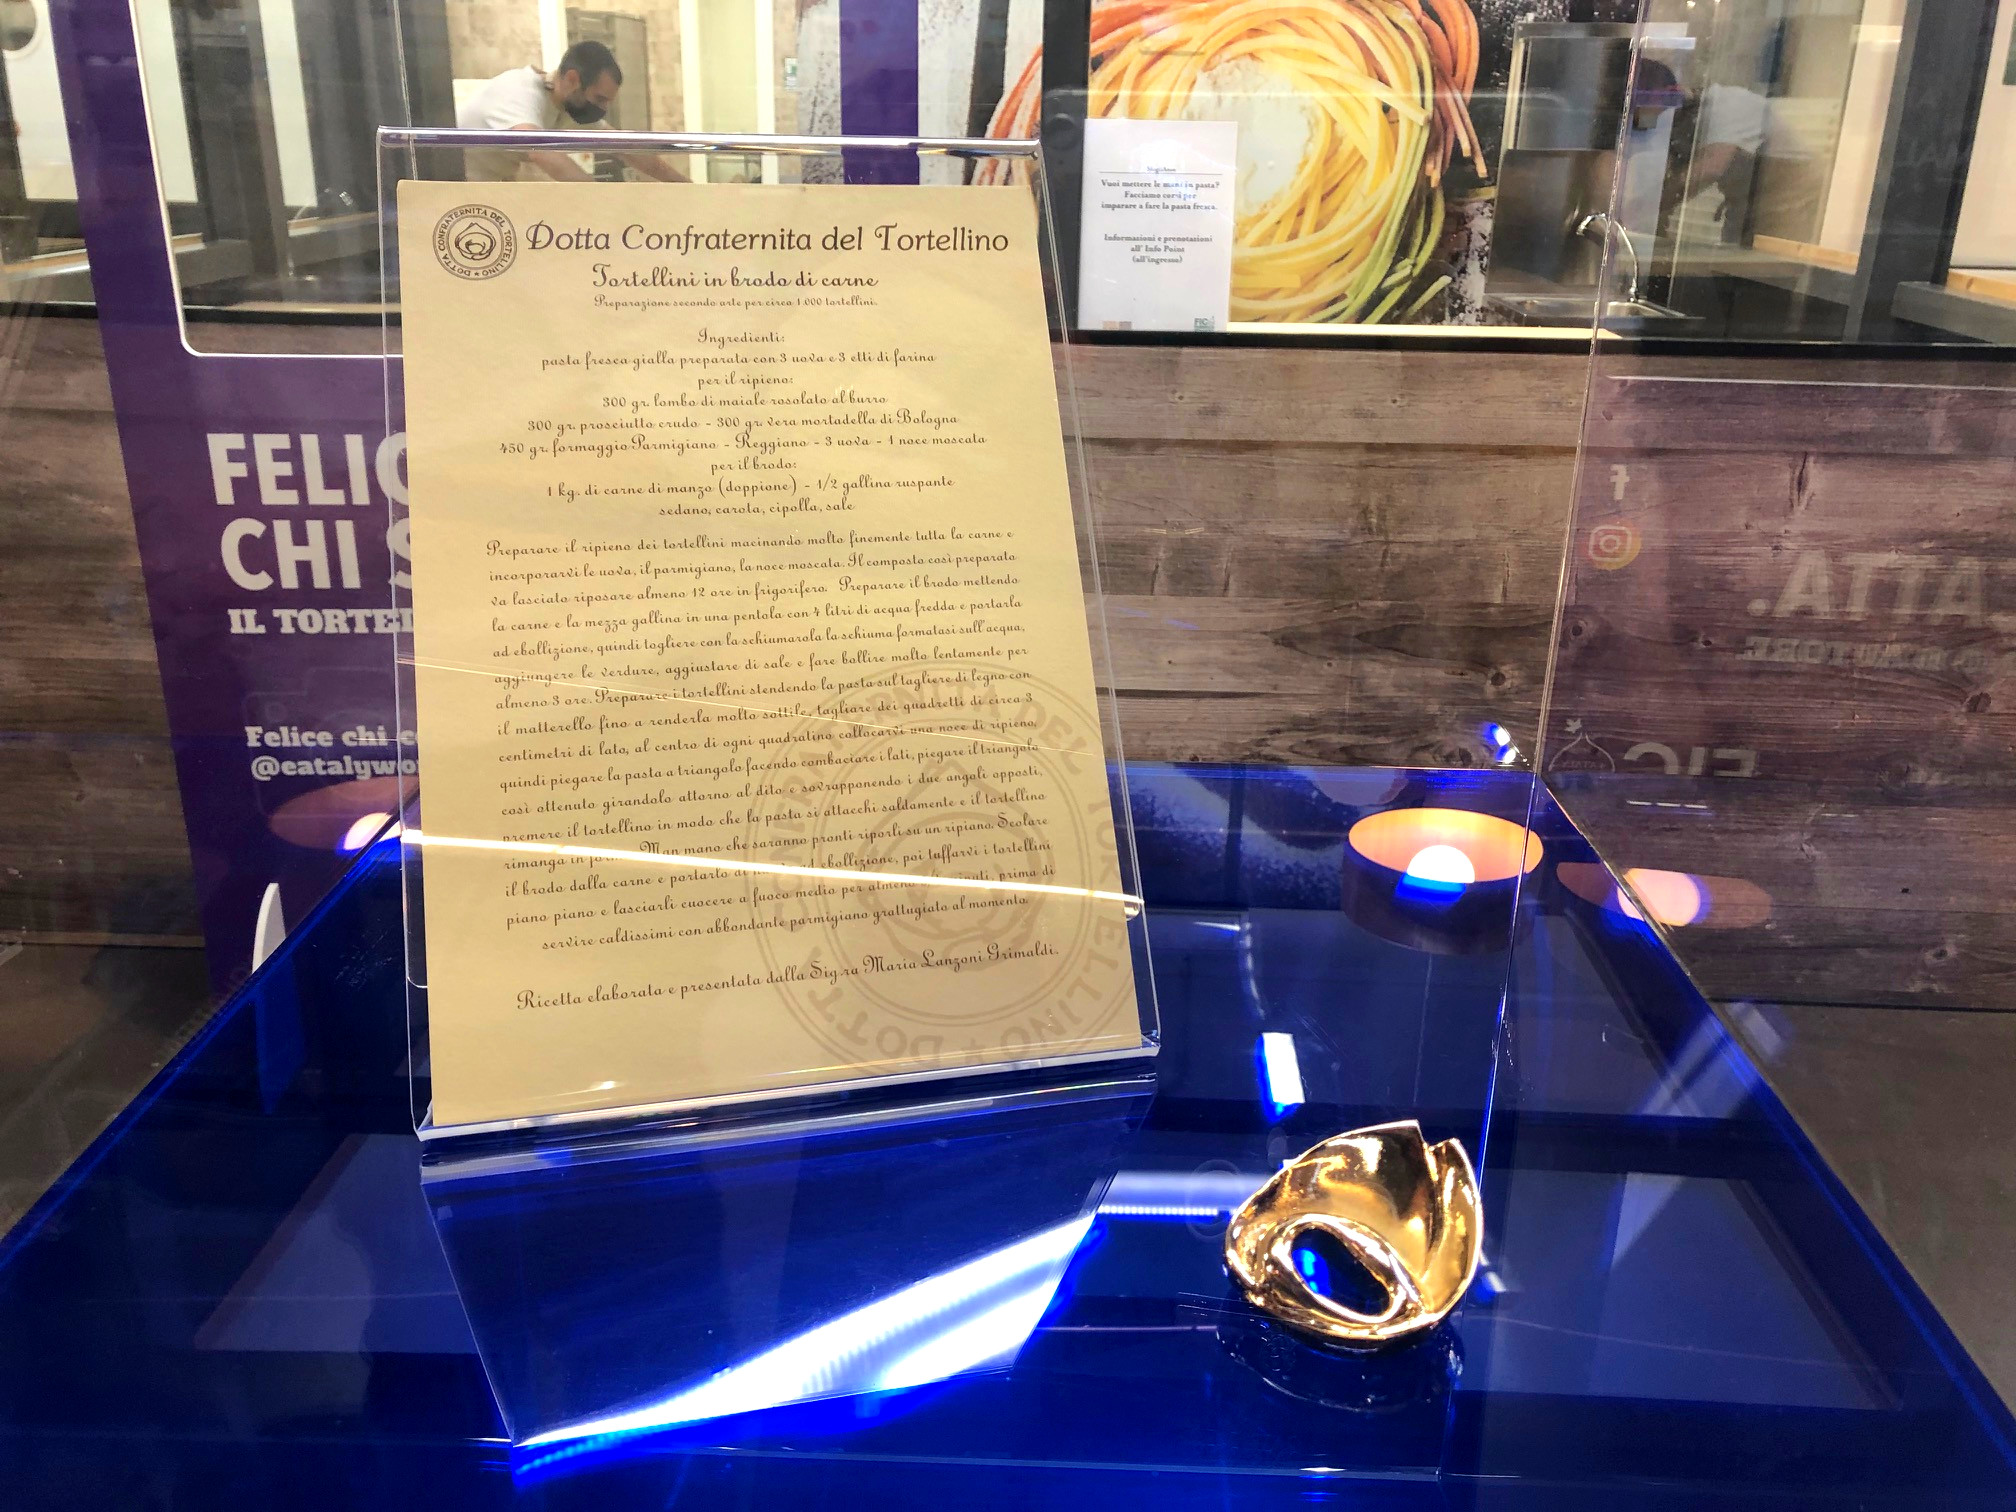 DOTTA CONFRATERNITA DEL TORTELLINO
Dotta Confraternita del Tortellino
Tortellini in brodo di carne
Preparazione secondo arte per circa 1.000 tortellini.
Ingredienti:
pasta fresca gialla preparata con 3 uova e 3 etti di farina
per il ripieno:
300 gr. lombo di maiale rosolato al burro
300 gr. prosciutto crudo - 300 gr. vera mortadella di Bologna
450 gr. formaggio Parmigiano - Reggiano - 3 uova - 1 noce moscata
per il brodo:
1 kg. di carne di manzo (doppione) - 1/2 gallina ruspante
sedano, carota, cipolla, sale
Preparare il ripieno dei tortellini macinando molto finemente tutta la carne e
incorporarvi le uova, il parmigiano, la noce moscata. Il composto così preparato
va lasciato riposare almeno 12 ore in frigorifero. Preparare il brodo mettendo
la carne e la mezza gallina in una pentola con 4 litri di acqua fredda e portarla
ad ebollizione, quindi togliere con la schiumarola la schiuma formatasi sull'acqua,
aggiungere le verdure, aggiustare di sale e fare bollire molto lentamente per
almeno 3 ore. Preparare i tortellini stendendo la pasta sul tagliere di legno con
il matterello fino a renderla molto sottile, tagliare dei quadretti di circa 3
centimetri di lato, al centro di ogni quadratino collocarvi una noce di ripieno,
quindi piegare la pasta a triangolo facendo combaciare i lati, piegare il triangolo
così ottenuto girandolo attorno al dito e sovrapponendo i due angoli opposti,
premere il tortellino in modo che la pasta si attacchi saldamente e il tortellino
rimanga in Man mano che saranno pronti riporli su un ripiano. Scolare
il brodo dalla carne e portarlo di ad ebollizione, poi tuffarvi i tortellini
piano piano e lasciarli cuocere a fuoco medio per almeno minuti, prima di
servire caldissimi con abbondante parmigiano grattugiato al momento.
Ricetta elaborata e presentata dalla Sig.ra Maria Lanzoni Grimaldi.
Vuoi mettere le mani in pasta?
Facciamo corsi per
imparare a fare la pasta fresca.
Informazioni e prenotazioni
all' Info Point
(all'ingresso)
FICO
FELIC
CHI S
IL TORTEL
Felice chi c
@eatalywo